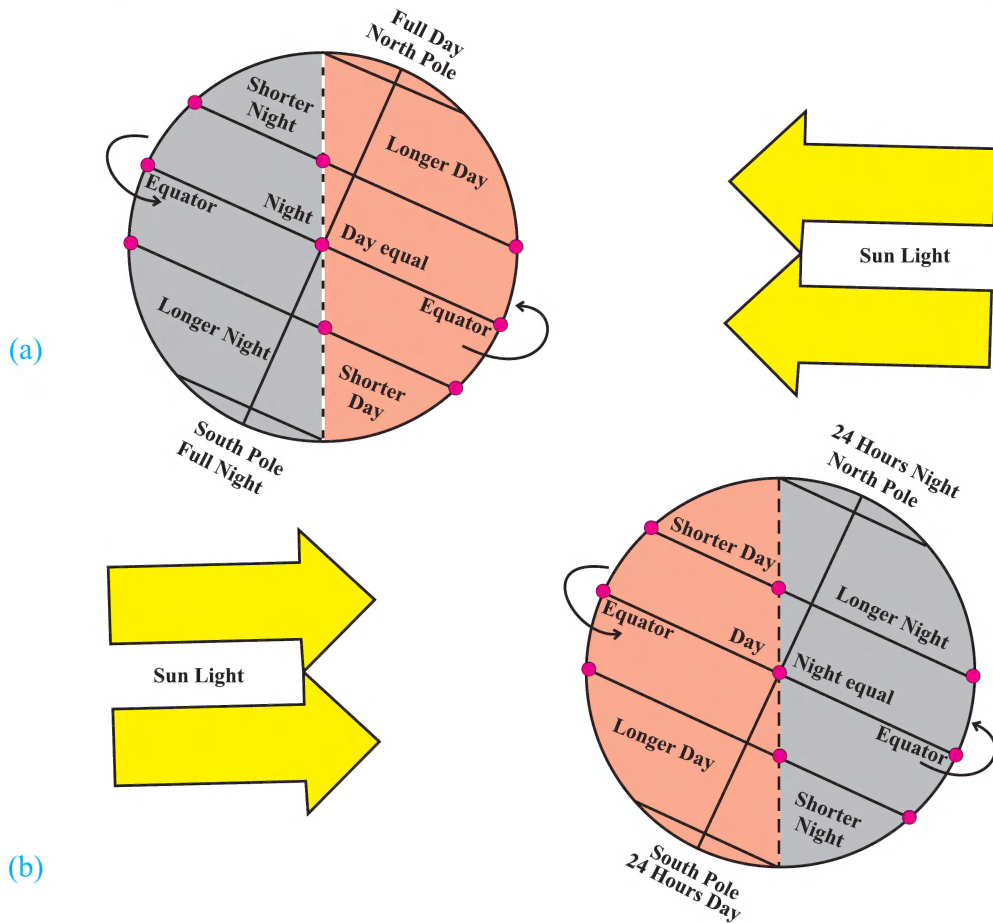 Full Day
North Pole
Shorter
Night
Longer Day
Equator
Night
Day equal
Equator
Longer Night
Shorter
Day
South Pole
Full Night
Sun Light
(a)
24 Hours Night
North Pole
Shorter Day
Longer Night
Equator
Day
Night equal
Equator
Longer Day
Shorter
Night
South Pole
24 Hours Day
Sun Light
(b)